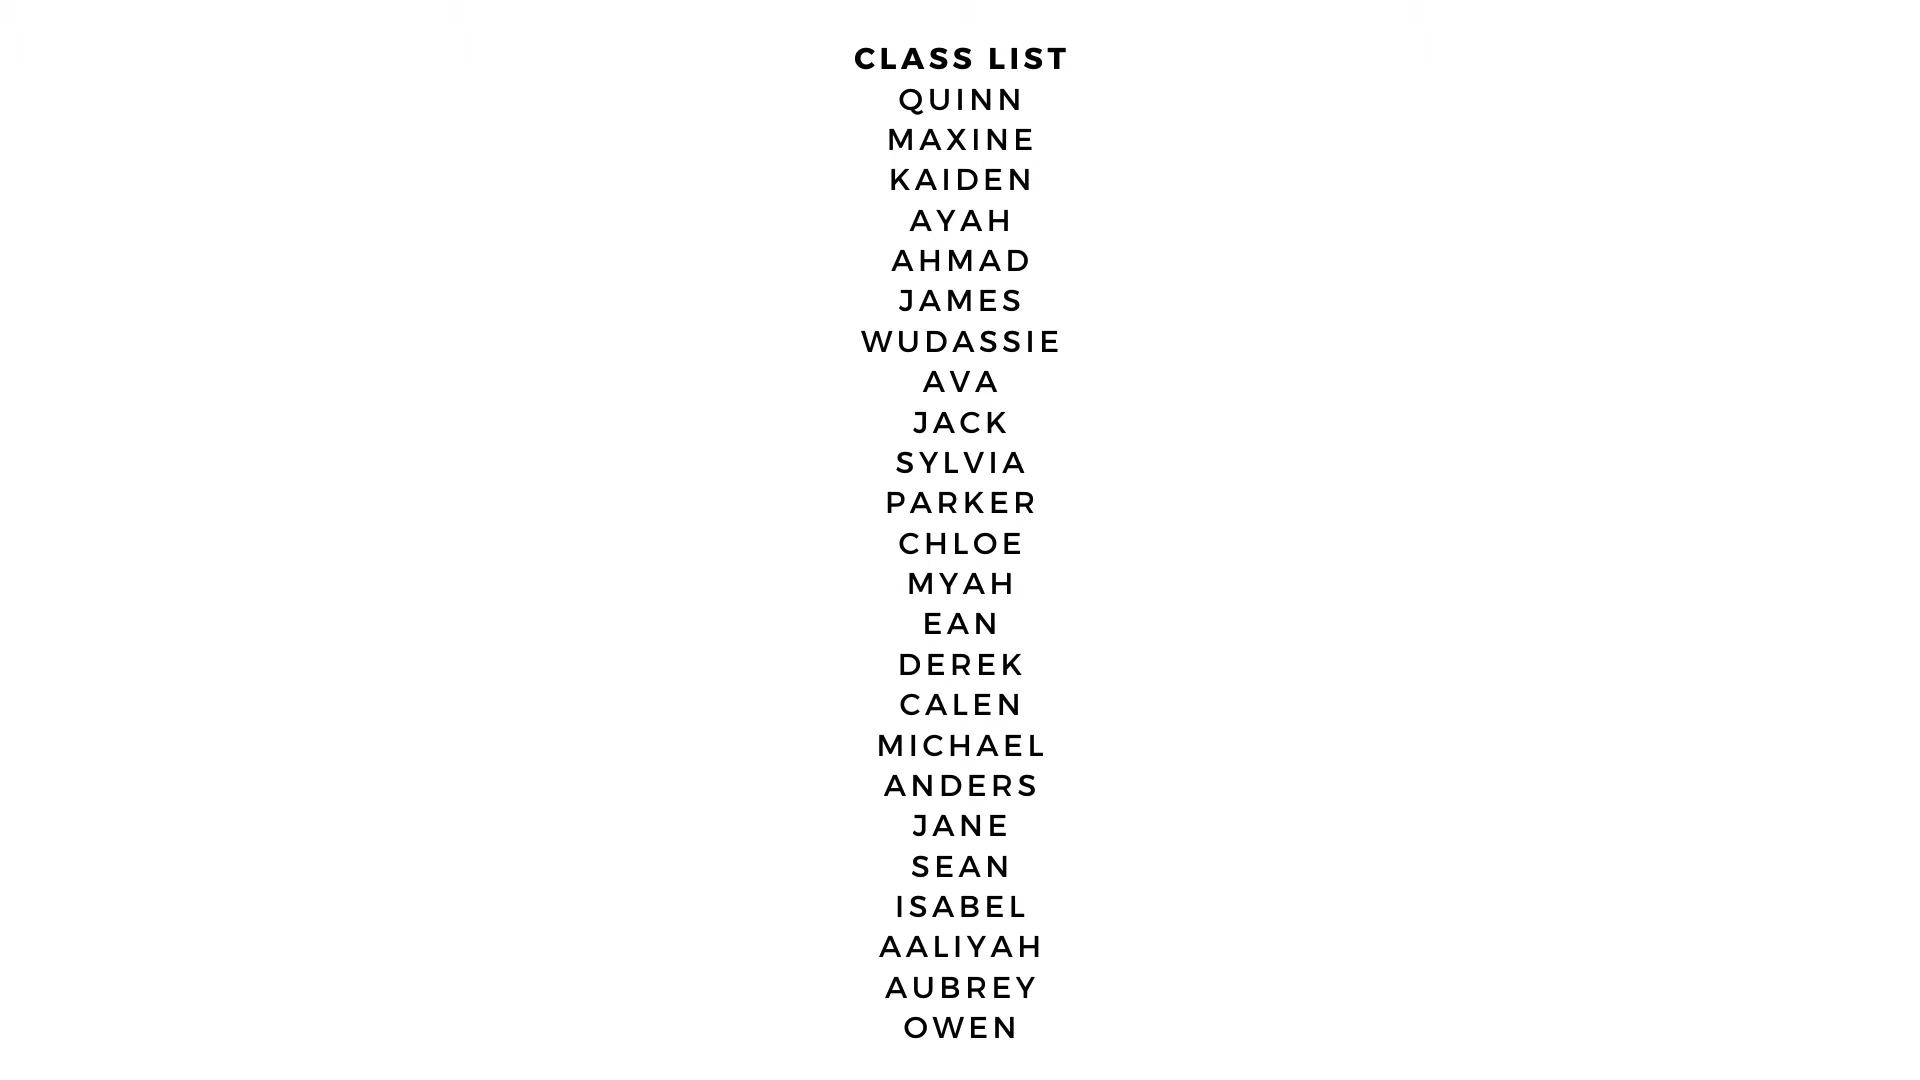 CLASS LIST
QUINN
MAXINE
KAIDEN
AYAH
AHMAD
JAMES
WUDASSIE
AVA
JACK
SYLVIA
PARKER
CHLOE
MYAH
EAN
DEREK
CALEN
MICHAEL
ANDERS
JANE
SEAN
ISABEL
AALIYAH
AUBREY
OWEN